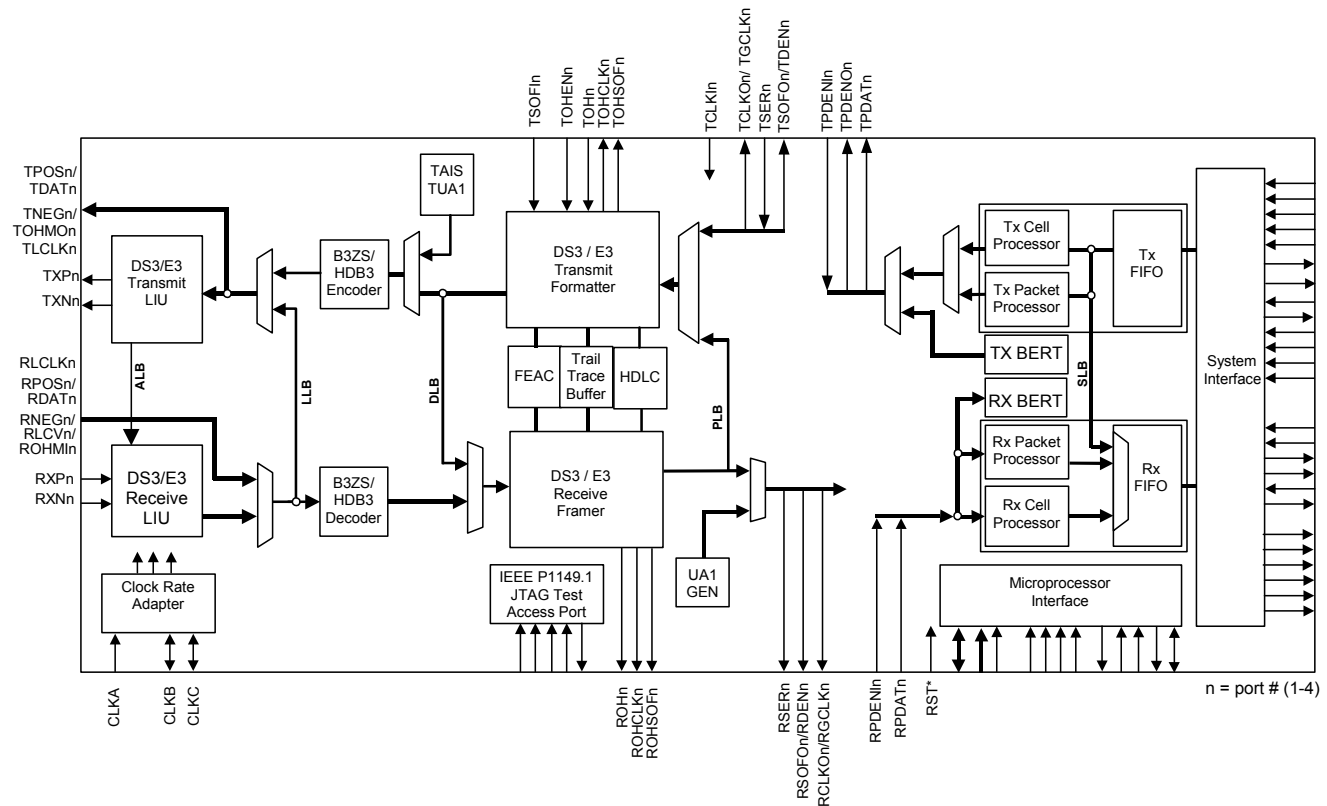 TSOFIn
TOHENn
TOHn
TOHCLKn
TOHSOFn
TCLKIn
TCLKOn/ TGCLKn
TSERn
TSOFOn/TDENn
TPDENIn
TPDENOn
TPDATn
TPOSn/
TDATn
TNEGn/
TOHMOn
TLCLKn
TXPn
TXNn
RLCLKn
RPOSn/
RDATn
RNEGn/
RLCVn/
ROHMIn
RXPn
RXNn
DS3/E3
Transmit
LIU
ALB
DS3/E3
Receive
LIU
Clock Rate
Adapter
CLKA
CLKB
CLKC
LLB
B3ZS/
HDB3
Encoder
TAIS
TUA1
DLB
B3ZS/
HDB3
Decoder
DS3 / E3
Transmit
Formatter
FEAC
Trail
Trace
Buffer
HDLC
DS3 / E3
Receive
Framer
PLB
IEEE P1149.1
JTAG Test
Access Port
UA1
GEN
ROHn
ROHCLKn
ROHSOFn
RSERn
RSOFOn/RDENn
RCLKOn/RGCLKn
Tx Cell
Processor
Tx Packet
Processor
Tx
FIFO
TX BERT
RX BERT
SLB
Rx Packet
Processor
Rx Cell
Processor
Rx
FIFO
System
Interface
Microprocessor
Interface
RPDENIn
RPDATn
RST*
n = port # (1-4)